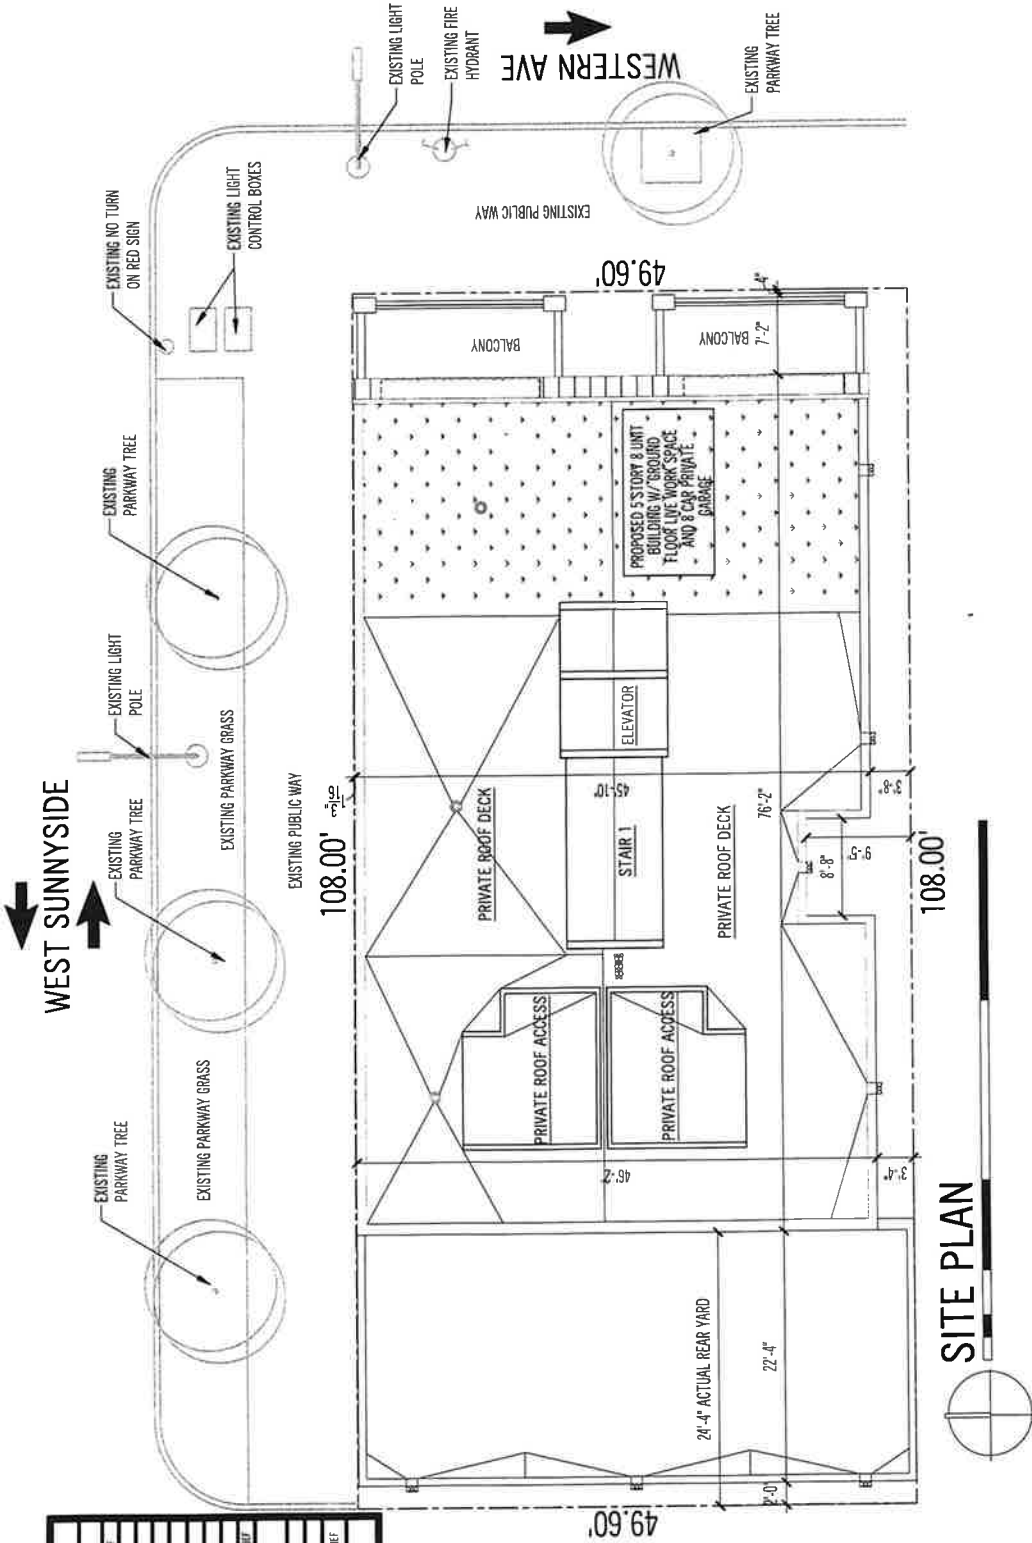 WEST SUNNYSIDE
WESTERN AVE
EXISTING
PARKWAY TREE
EXISTING
PARKWAY TREE
EXISTING LIGHT
POLE
EXISTING
PARKWAY TREE
EXISTING NO TURN
ON RED SIGN
EXISTING LIGHT
CONTROL BOXES
EXISTING LIGHT
POLE
EXISTING FIRE
HYDRANT
EXISTING
PARKWAY TREE
EXISTING PARKWAY GRASS
EXISTING PARKWAY GRASS
EXISTING PUBLIC WAY
EXISTING PUBLIC WAY
108.00'
49.60'
BALCONY
BALCONY
7'-2"
4"
PROPOSED 5 STORY 8 UNIT
BUILDING W/ GROUND
FLOOR LIVE WORK SPACE
AND 8 CAR PRIVATE
GARAGE
PRIVATE ROOF DECK
45'-10"
ELEVATOR
STAIR 1
PRIVATE ROOF DECK
76'-2"
PRIVATE ROOF ACCESS
PRIVATE ROOF ACCESS
46'-2"
3'-8"
8'-8"
9'-5"
3'-4"
108.00'
24'-4" ACTUAL REAR YARD
22'-4"
2'-0"
49.60'
SITE PLAN